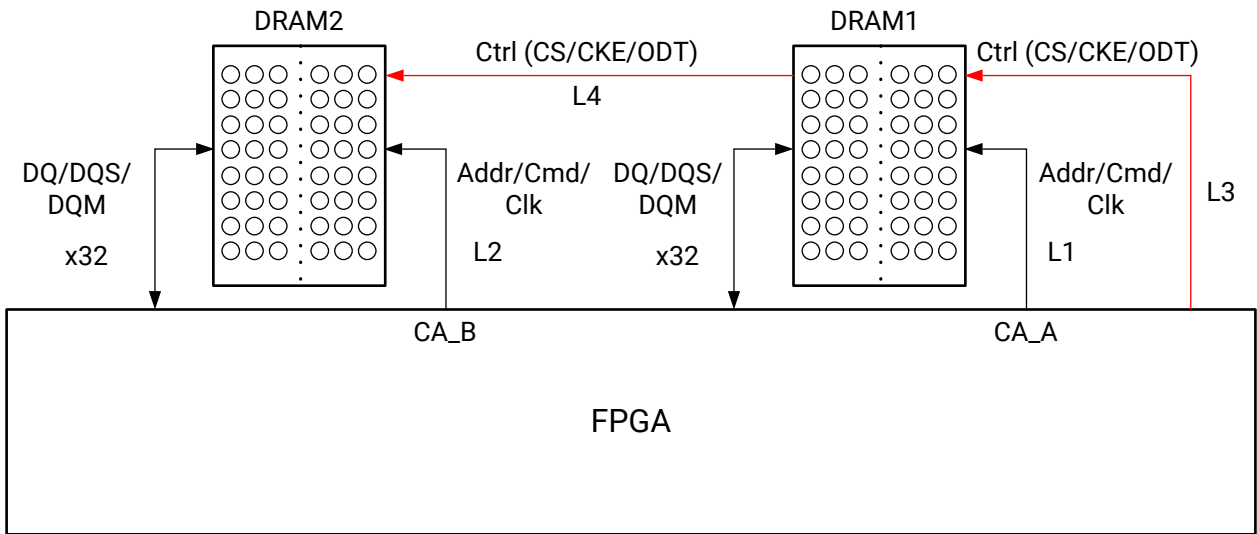 DRAM2
DRAM1
Ctrl (CS/CKE/ODT)
Ctrl (CS/CKE/ODT)
L4
DQ/DQS/
DQM
x32
Addr/Cmd/
Clk
L2
DQ/DQS/
DQM
x32
Addr/Cmd/
Clk
L1
L3
CA_B
CA_A
FPGA